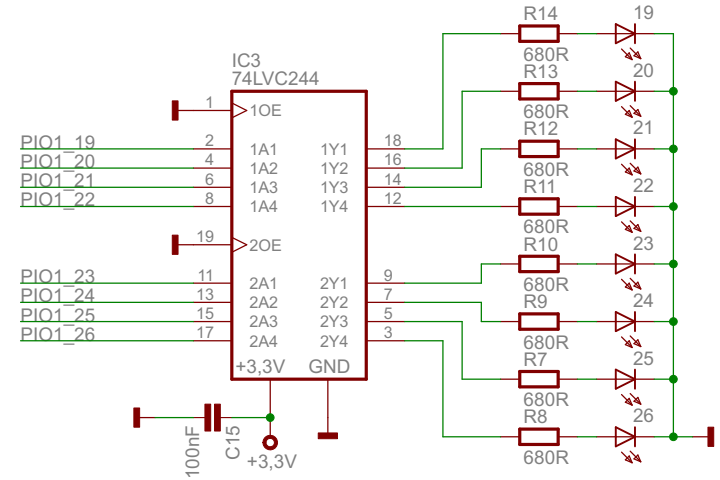 R14 19
IC3
74LVC244
680R
R13 20
1 1OE
680R
R12 21
PIO1_19 2 1A1 1Y1 18
PIO1_20 4 1A2 1Y2 16
680R
PIO1_21 6 1A3 1Y3 14
R11 22
PIO1_22 8 1A4 1Y4 12
680R
19 2OE
R10 23
PIO1_23 11 2A1 2Y1 9
680R
PIO1_24 13 2A2 2Y2 7
R9 24
PIO1_25 15 2A3 2Y3 5
PIO1_26 17 2A4 2Y4 3
680R
R7 25
+3,3V GND
680R
R8 26
100nF
C15
+3,3V
680R